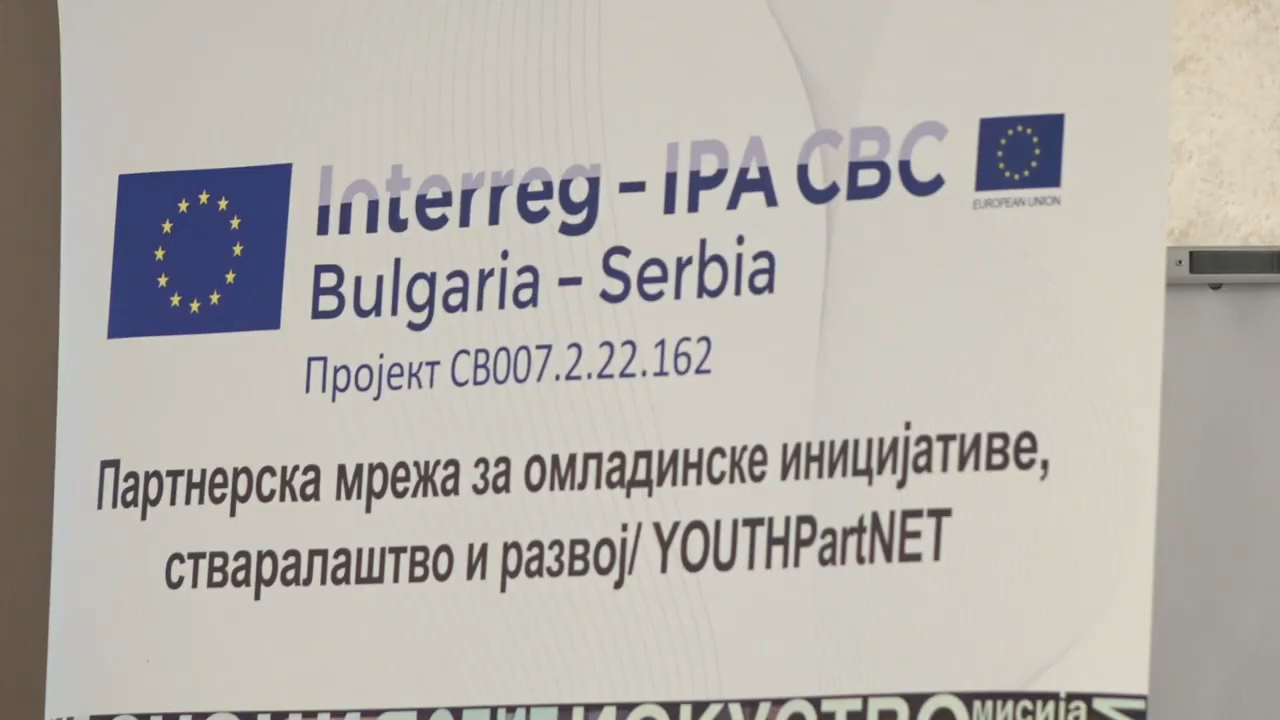 Interreg - IPA CBC
EUROPEAN UNION
Bulgaria - Serbia
Пројект CB007.2.22.162
Партнерска мрежа за омладинске иницијативе,
стваралаштво и развој/ YOUTHPartNET
ИСКУСТВО мисија